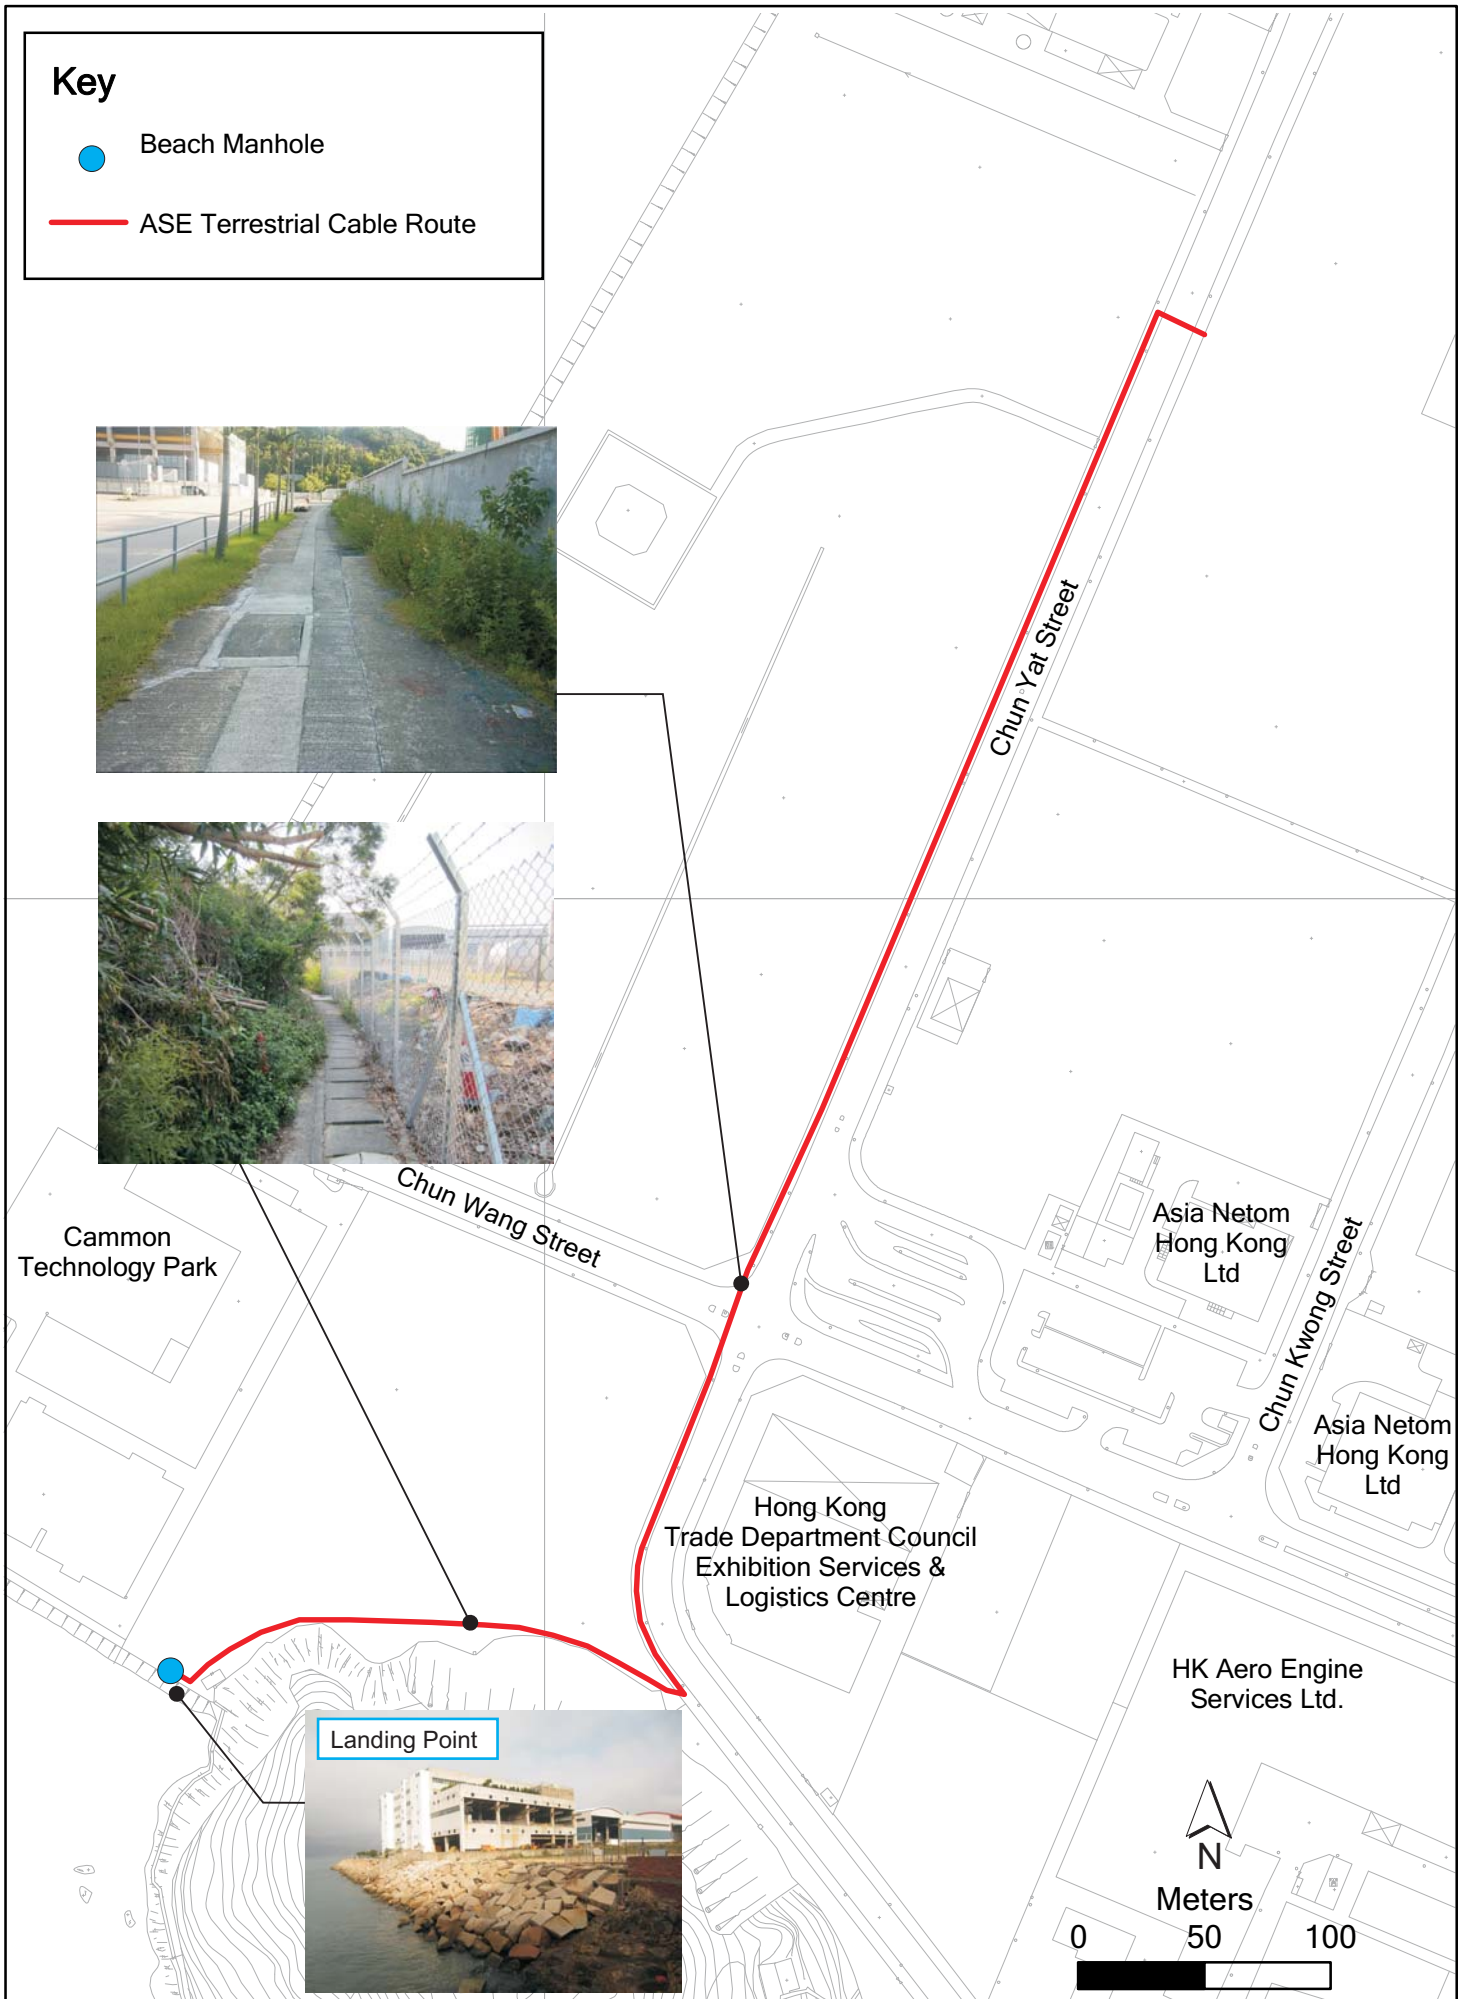 Key
Beach Manhole
ASE Terrestrial Cable Route
Chun Yat Street
Chun Wang Street
Cammon
Technology Park
Asia Netom
Hong Kong
Ltd
Chun Kwong Street
Asia Netom
Hong Kong
Ltd
Hong Kong
Trade Department Council
Exhibition Services &
Logistics Centre
HK Aero Engine
Services Ltd.
Landing Point
N
Meters
0 50 100